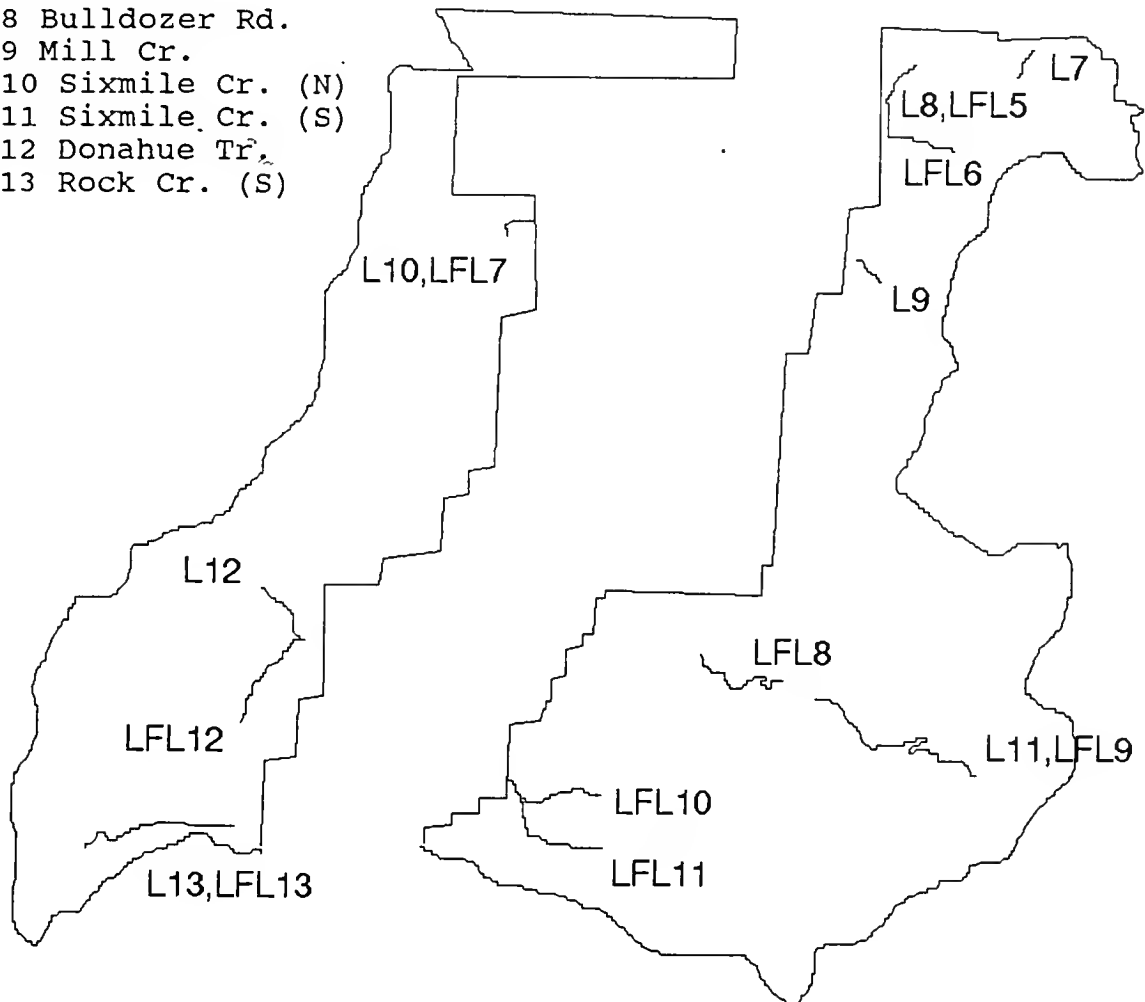 8 Bulldozer Rd.
9 Mill Cr.
10 Sixmile Cr. (N)
11 Sixmile Cr. (S)
12 Donahue Tr.
13 Rock Cr. (S)
L7
L8,LFL5
LFL6
L10,LFL7
L9
L12
LFL8
LFL12
L11,LFL9
LFL10
LFL11
L13,LFL13